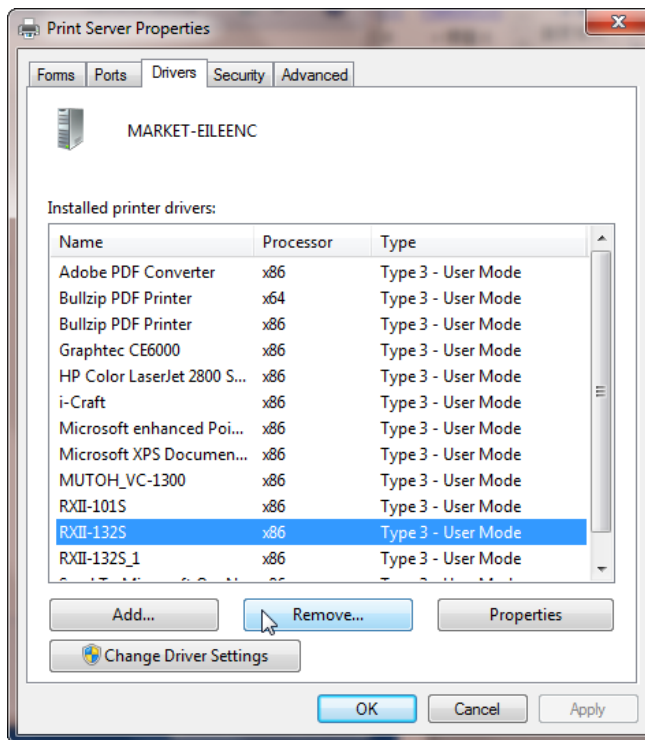 Print Server Properties
Forms Ports Drivers Security Advanced
MARKET-EILEENC
Installed printer drivers:
Name Processor Type
Adobe PDF Converter x86 Type 3 - User Mode
Bullzip PDF Printer x64 Type 3 - User Mode
Bullzip PDF Printer x86 Type 3 - User Mode
Graphtec CE6000 x86 Type 3 - User Mode
HP Color LaserJet 2800 S... x86 Type 3 - User Mode
i-Craft x86 Type 3 - User Mode
Microsoft enhanced Poi... x86 Type 3 - User Mode
Microsoft XPS Documen... x86 Type 3 - User Mode
MUTOH_VC-1300 x86 Type 3 - User Mode
RXII-101S x86 Type 3 - User Mode
RXII-132S x86 Type 3 - User Mode
RXII-132S_1 x86 Type 3 - User Mode
Add... Remove... Properties
Change Driver Settings
OK Cancel Apply